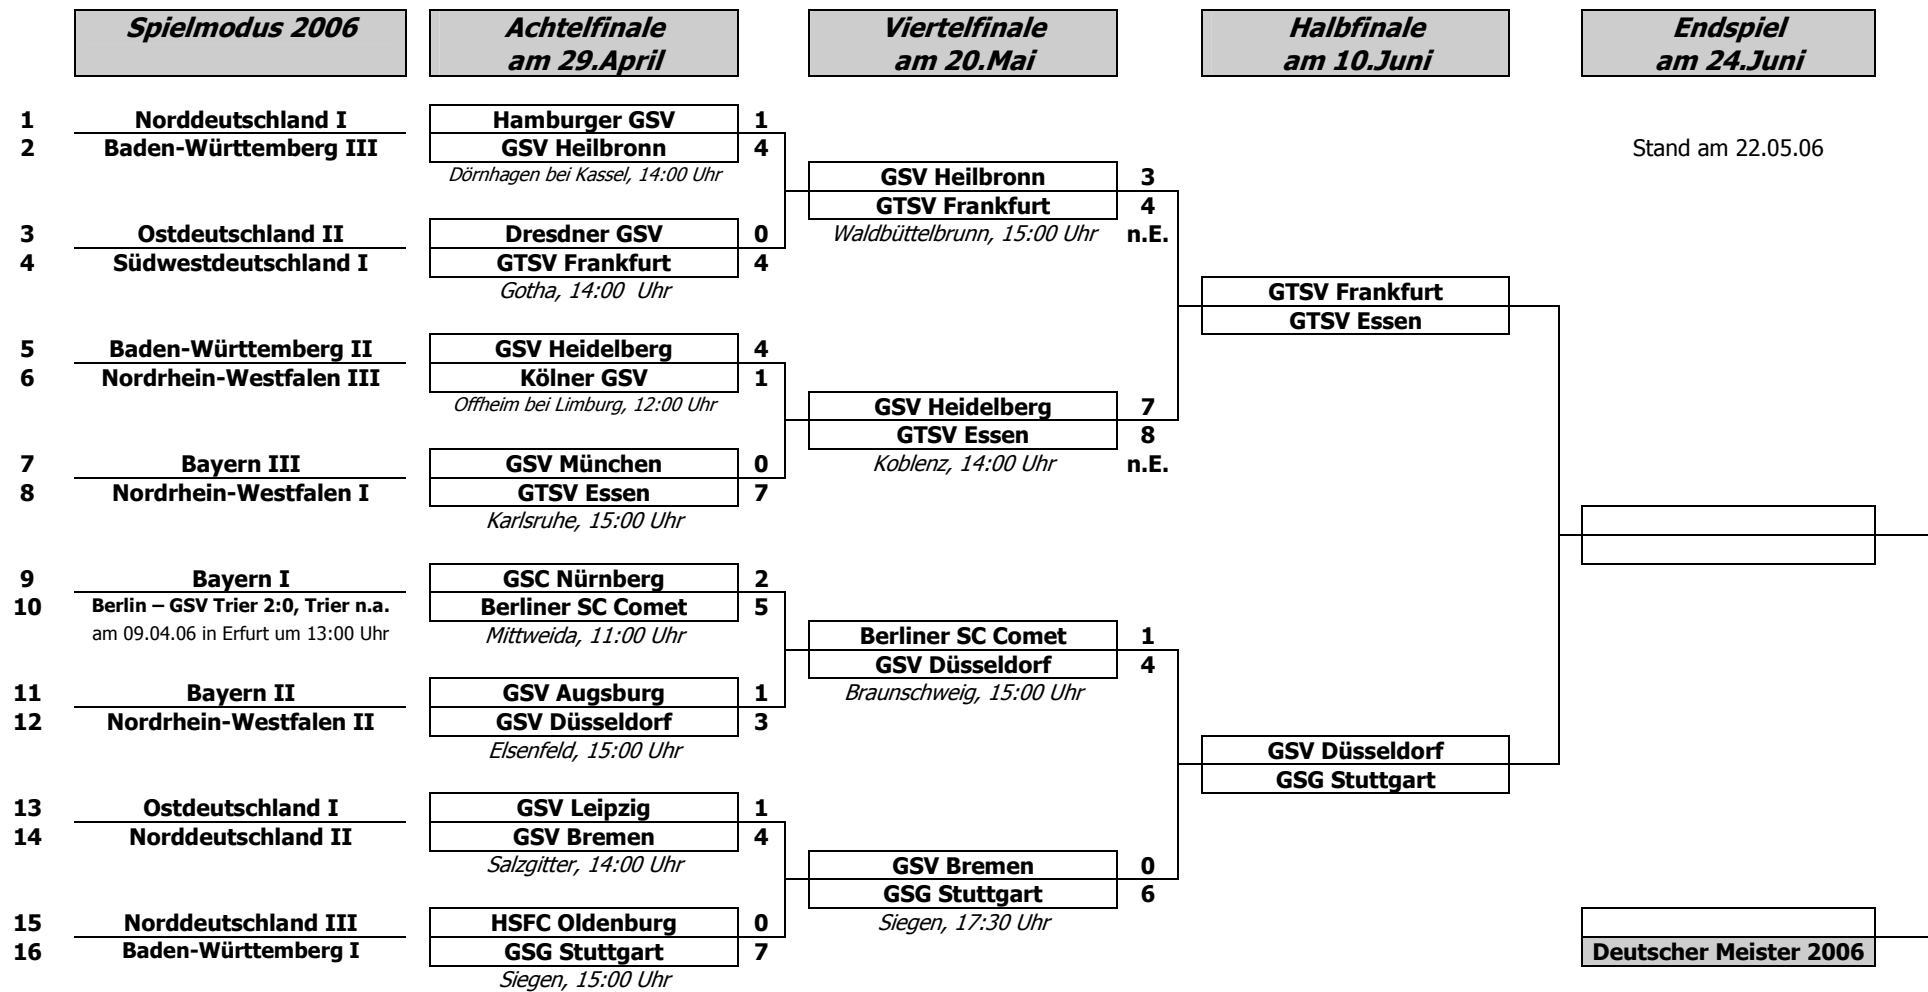 Spielmodus 2006
Achtelfinale
am 29.April
Viertelfinale
am 20.Mai
Halbfinale
am 10.Juni
Endspiel
am 24.Juni
1 Norddeutschland I Hamburger GSV 1
2 Baden-Württemberg III GSV Heilbronn 4 Stand am 22.05.06
Dörnhagen bei Kassel, 14:00 Uhr GSV Heilbronn 3
GTSV Frankfurt 4
3 Ostdeutschland II Dresdner GSV 0 Waldbüttelbrunn, 15:00 Uhr n.E.
4 Südwestdeutschland I GTSV Frankfurt 4
Gotha, 14:00 Uhr GTSV Frankfurt
GTSV Essen
5 Baden-Württemberg II GSV Heidelberg 4
6 Nordrhein-Westfalen III Kölner GSV 1
Offheim bei Limburg, 12:00 Uhr GSV Heidelberg 7
GTSV Essen 8
7 Bayern III GSV München 0 Koblenz, 14:00 Uhr n.E.
8 Nordrhein-Westfalen I GTSV Essen 7
Karlsruhe, 15:00 Uhr
9 Bayern I GSC Nürnberg 2
10 Berlin – GSV Trier 2:0, Trier n.a. Berliner SC Comet 5
am 09.04.06 in Erfurt um 13:00 Uhr Mittweida, 11:00 Uhr Berliner SC Comet 1
GSV Düsseldorf 4
11 Bayern II GSV Augsburg 1 Braunschweig, 15:00 Uhr
12 Nordrhein-Westfalen II GSV Düsseldorf 3
Elsenfeld, 15:00 Uhr GSV Düsseldorf
GSG Stuttgart
13 Ostdeutschland I GSV Leipzig 1
14 Norddeutschland II GSV Bremen 4
Salzgitter, 14:00 Uhr GSV Bremen 0
GSG Stuttgart 6
15 Norddeutschland III HSFC Oldenburg 0 Siegen, 17:30 Uhr
16 Baden-Württemberg I GSG Stuttgart 7 Deutscher Meister 2006
Siegen, 15:00 Uhr